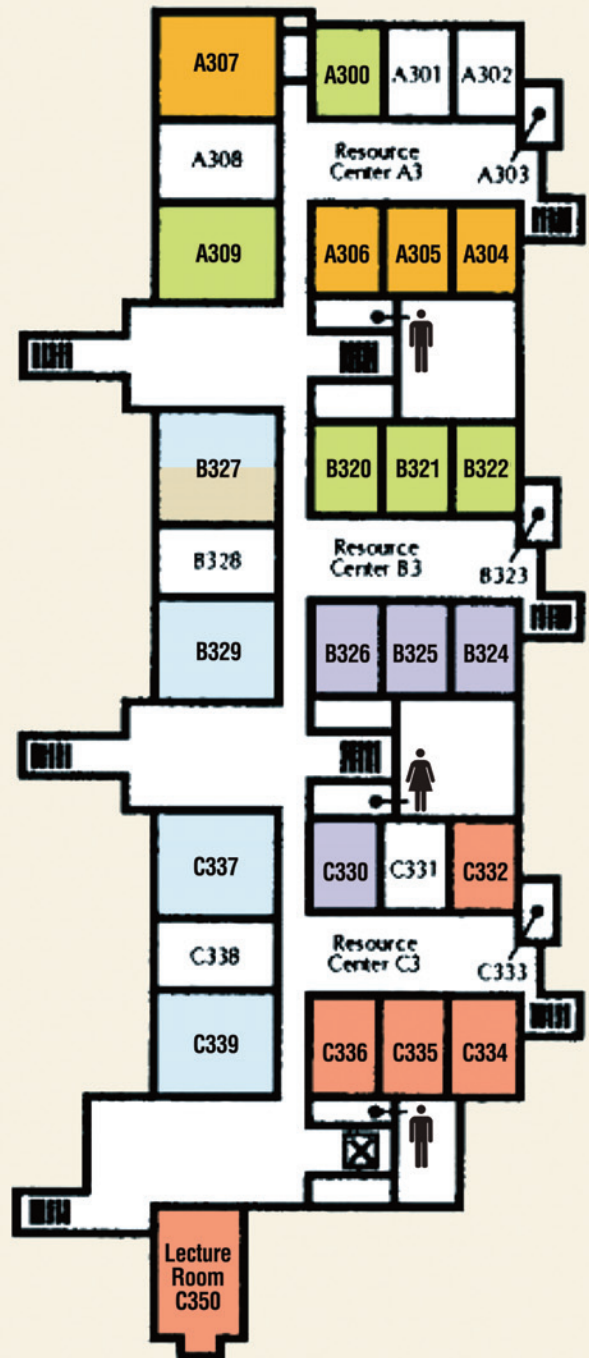 A307
A300
A301
A302
A308
Resource
Center A3
A303
A309
A306
A305
A304
B327
B320
B321
B322
B328
Resource
Center B3
B323
B329
B326
B325
B324
C337
C330
C331
C332
C338
Resource
Center C3
C333
C339
C336
C335
C334
Lecture
Room
C350